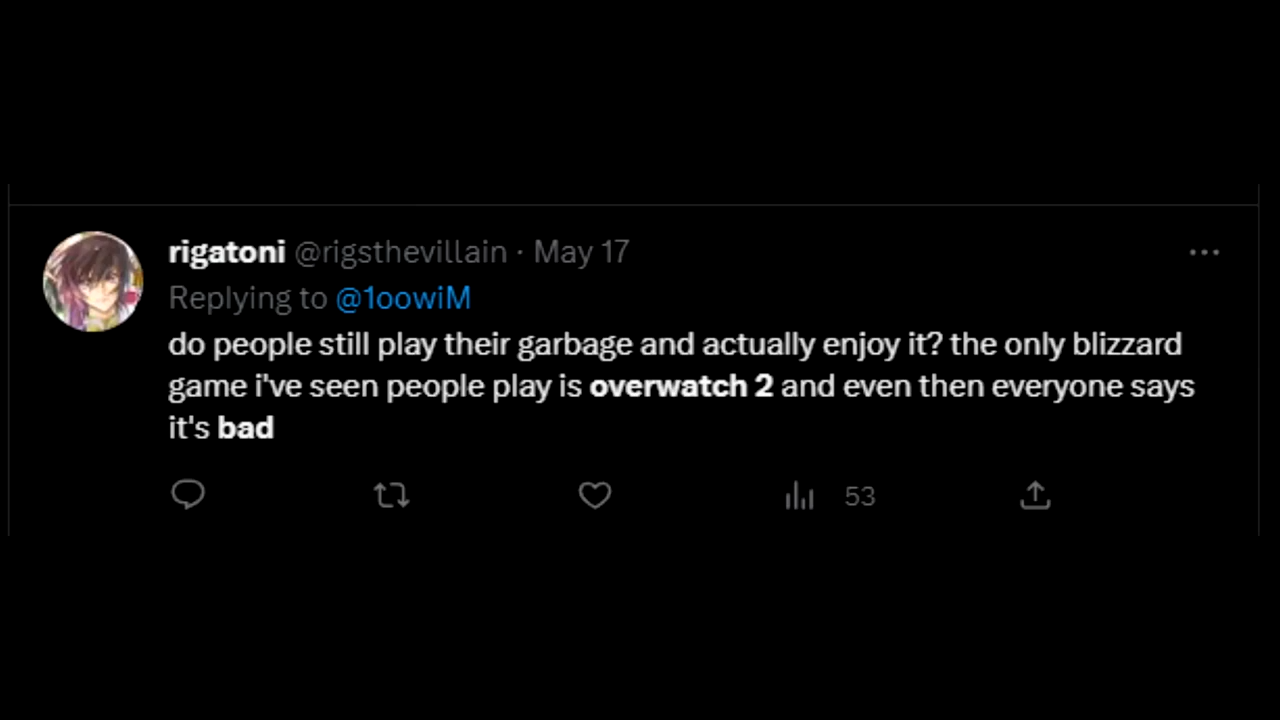 rigatoni @rigsthevillain · May 17
Replying to @1oowiM
do people still play their garbage and actually enjoy it? the only blizzard
game i've seen people play is overwatch 2 and even then everyone says
it's bad
53